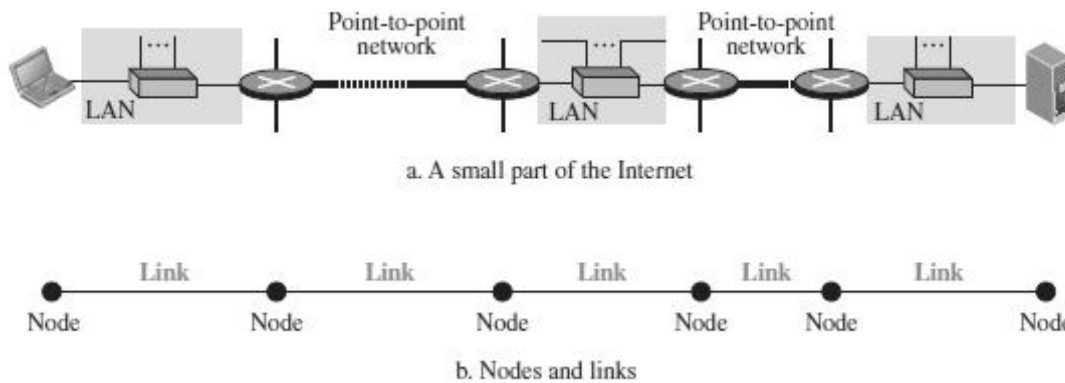 Point-to-point
network
Point-to-point
network
LAN
LAN
LAN
a. A small part of the Internet
Link
Link
Link
Link
Link
Node
Node
Node
Node
Node
Node
b. Nodes and links